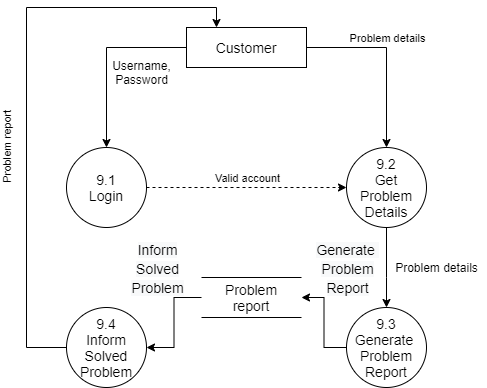 Customer
Problem details
Username,
Password
Problem report
9.1
Login
Valid account
9.2
Get
Problem
Details
Problem details
Inform
Solved
Problem
Generate
Problem
Report
Problem
report
9.3
Generate
Problem
Report
9.4
Inform
Solved
Problem